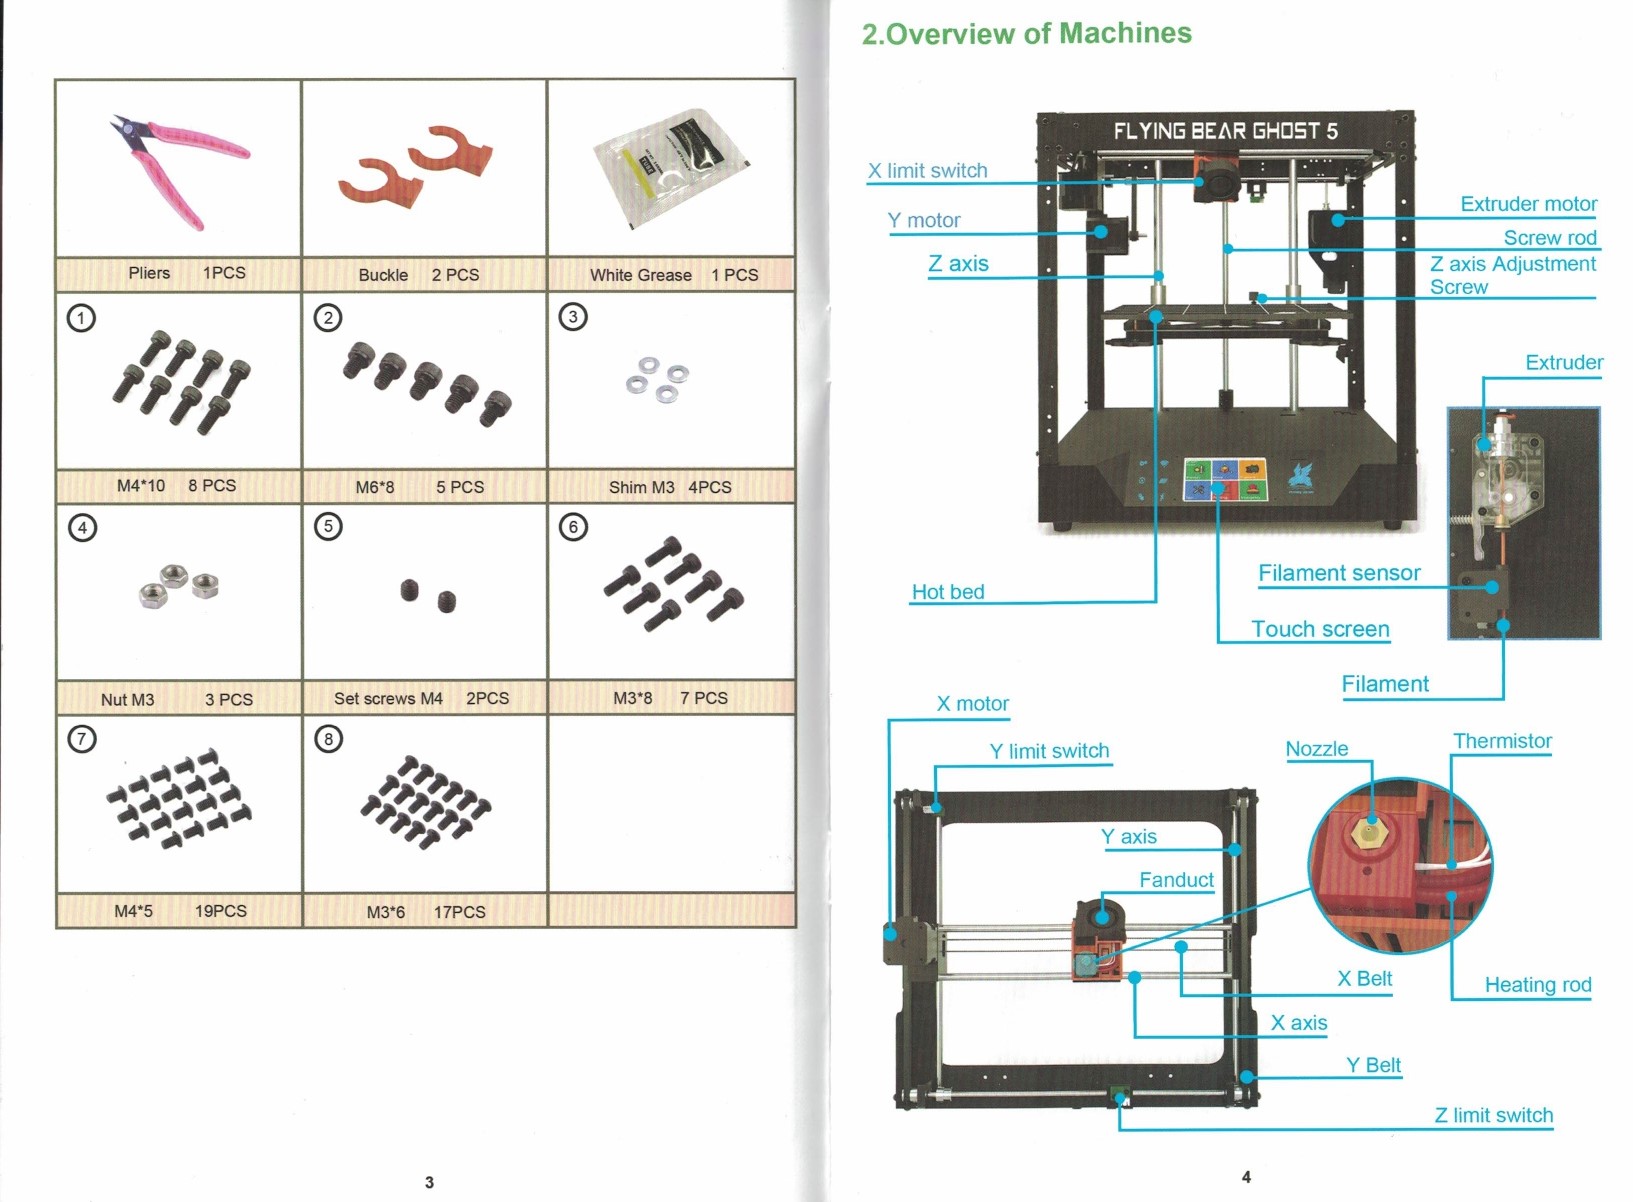 Pliers 1PCS
Buckle 2 PCS
White Grease 1 PCS
1
2
3
M4*10 8 PCS
M6*8 5 PCS
Shim M3 4PCS
4
5
6
Nut M3 3 PCS
Set screws M4 2PCS
M3*8 7 PCS
7
8
M4*5 19PCS
M3*6 17PCS
3
2.Overview of Machines
FLYING BEAR GHOST 5
X limit switch
Y motor
Z axis
Extruder motor
Screw rod
Z axis Adjustment
Screw
Extruder
Hot bed
Filament sensor
Touch screen
Filament
X motor
Y limit switch
Nozzle
Thermistor
Y axis
Fanduct
X Belt
Heating rod
X axis
Y Belt
Z limit switch
4